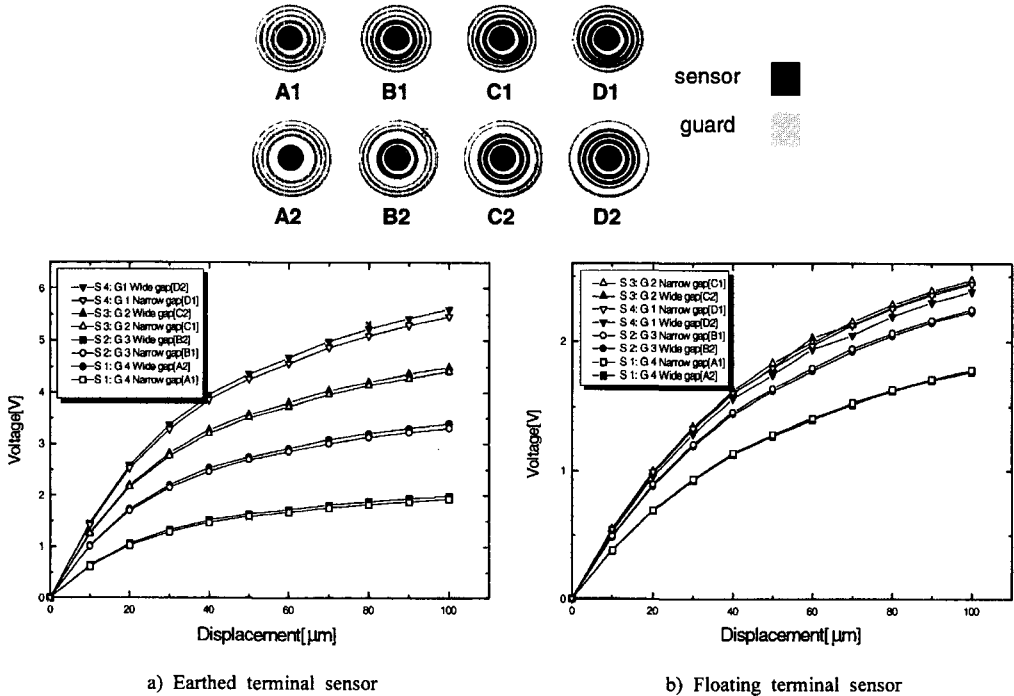 A1 B1 C1 D1
sensor
guard
A2 B2 C2 D2
S 4: G1 Wide gap[D2]
S 4: G1 Narrow gap[D1]
S 3: G 2 Wide gap[C2]
S 3: G 2 Narrow gap[C1]
S 2: G 3 Wide gap[B2]
S 2: G 3 Narrow gap[B1]
S 1: G 4 Wide gap[A2]
S 1: G 4 Narrow gap[A1]
6
5
4
3
2
1
0
Voltage[V]
0 20 40 60 80 100
Displacement[ μm]
a) Earthed terminal sensor
S 3: G 2 Narrow gap[C1]
S 3: G 2 Wide gap[C2]
S 4: G 1 Narrow gap[D1]
S 4: G 1 Wide gap[D2]
S 2: G 3 Narrow gap[B1]
S 2: G 3 Wide gap[B2]
S 1: G 4 Narrow gap[A1]
S 1: G 4 Wide gap[A2]
2
1
0
Voltage[V]
0 20 40 60 80 100
Displacement[ μm]
b) Floating terminal sensor